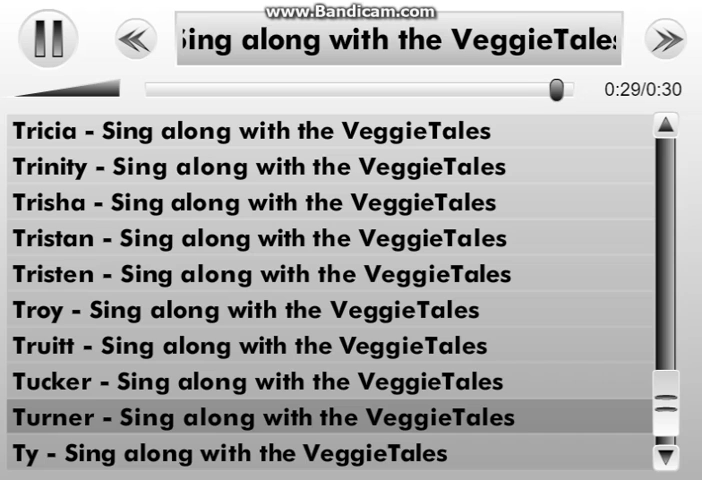 www.Bandicam.com
Sing along with the VeggieTales
0:29/0:30
Tricia - Sing along with the VeggieTales
Trinity - Sing along with the VeggieTales
Trisha - Sing along with the VeggieTales
Tristan - Sing along with the VeggieTales
Tristen - Sing along with the VeggieTales
Troy - Sing along with the VeggieTales
Truitt - Sing along with the VeggieTales
Tucker - Sing along with the VeggieTales
Turner - Sing along with the VeggieTales
Ty - Sing along with the VeggieTales